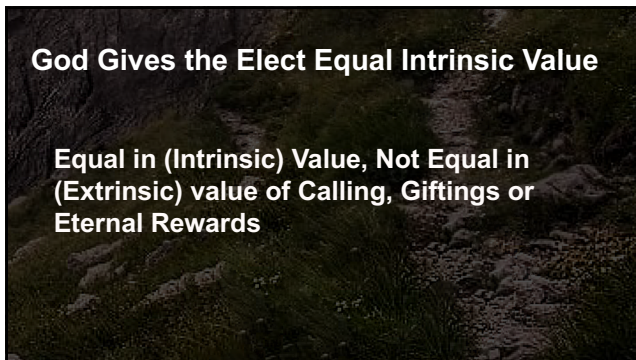 God Gives the Elect Equal Intrinsic Value
Equal in (Intrinsic) Value, Not Equal in
(Extrinsic) value of Calling, Giftings or
Eternal Rewards